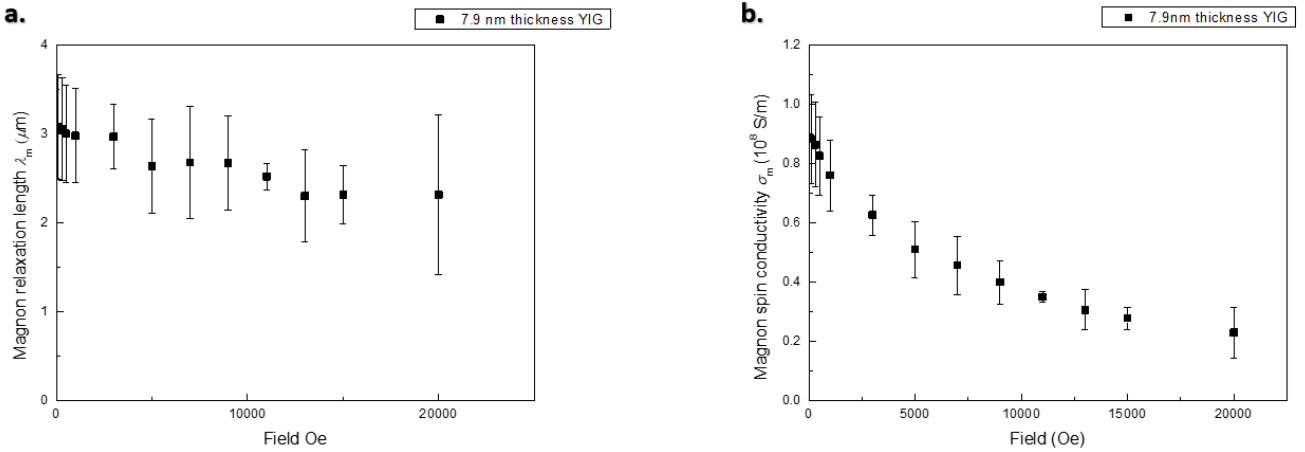 a.
7.9 nm thickness YIG
4
3
2
1
0
Magnon relaxation length λm (μm)
0
10000
20000
Field Oe
b.
7.9nm thickness YIG
1.2
1.0
0.8
0.6
0.4
0.2
0.0
Magnon spin conductivity σm (10⁸ S/m)
0
5000
10000
15000
20000
Field (Oe)